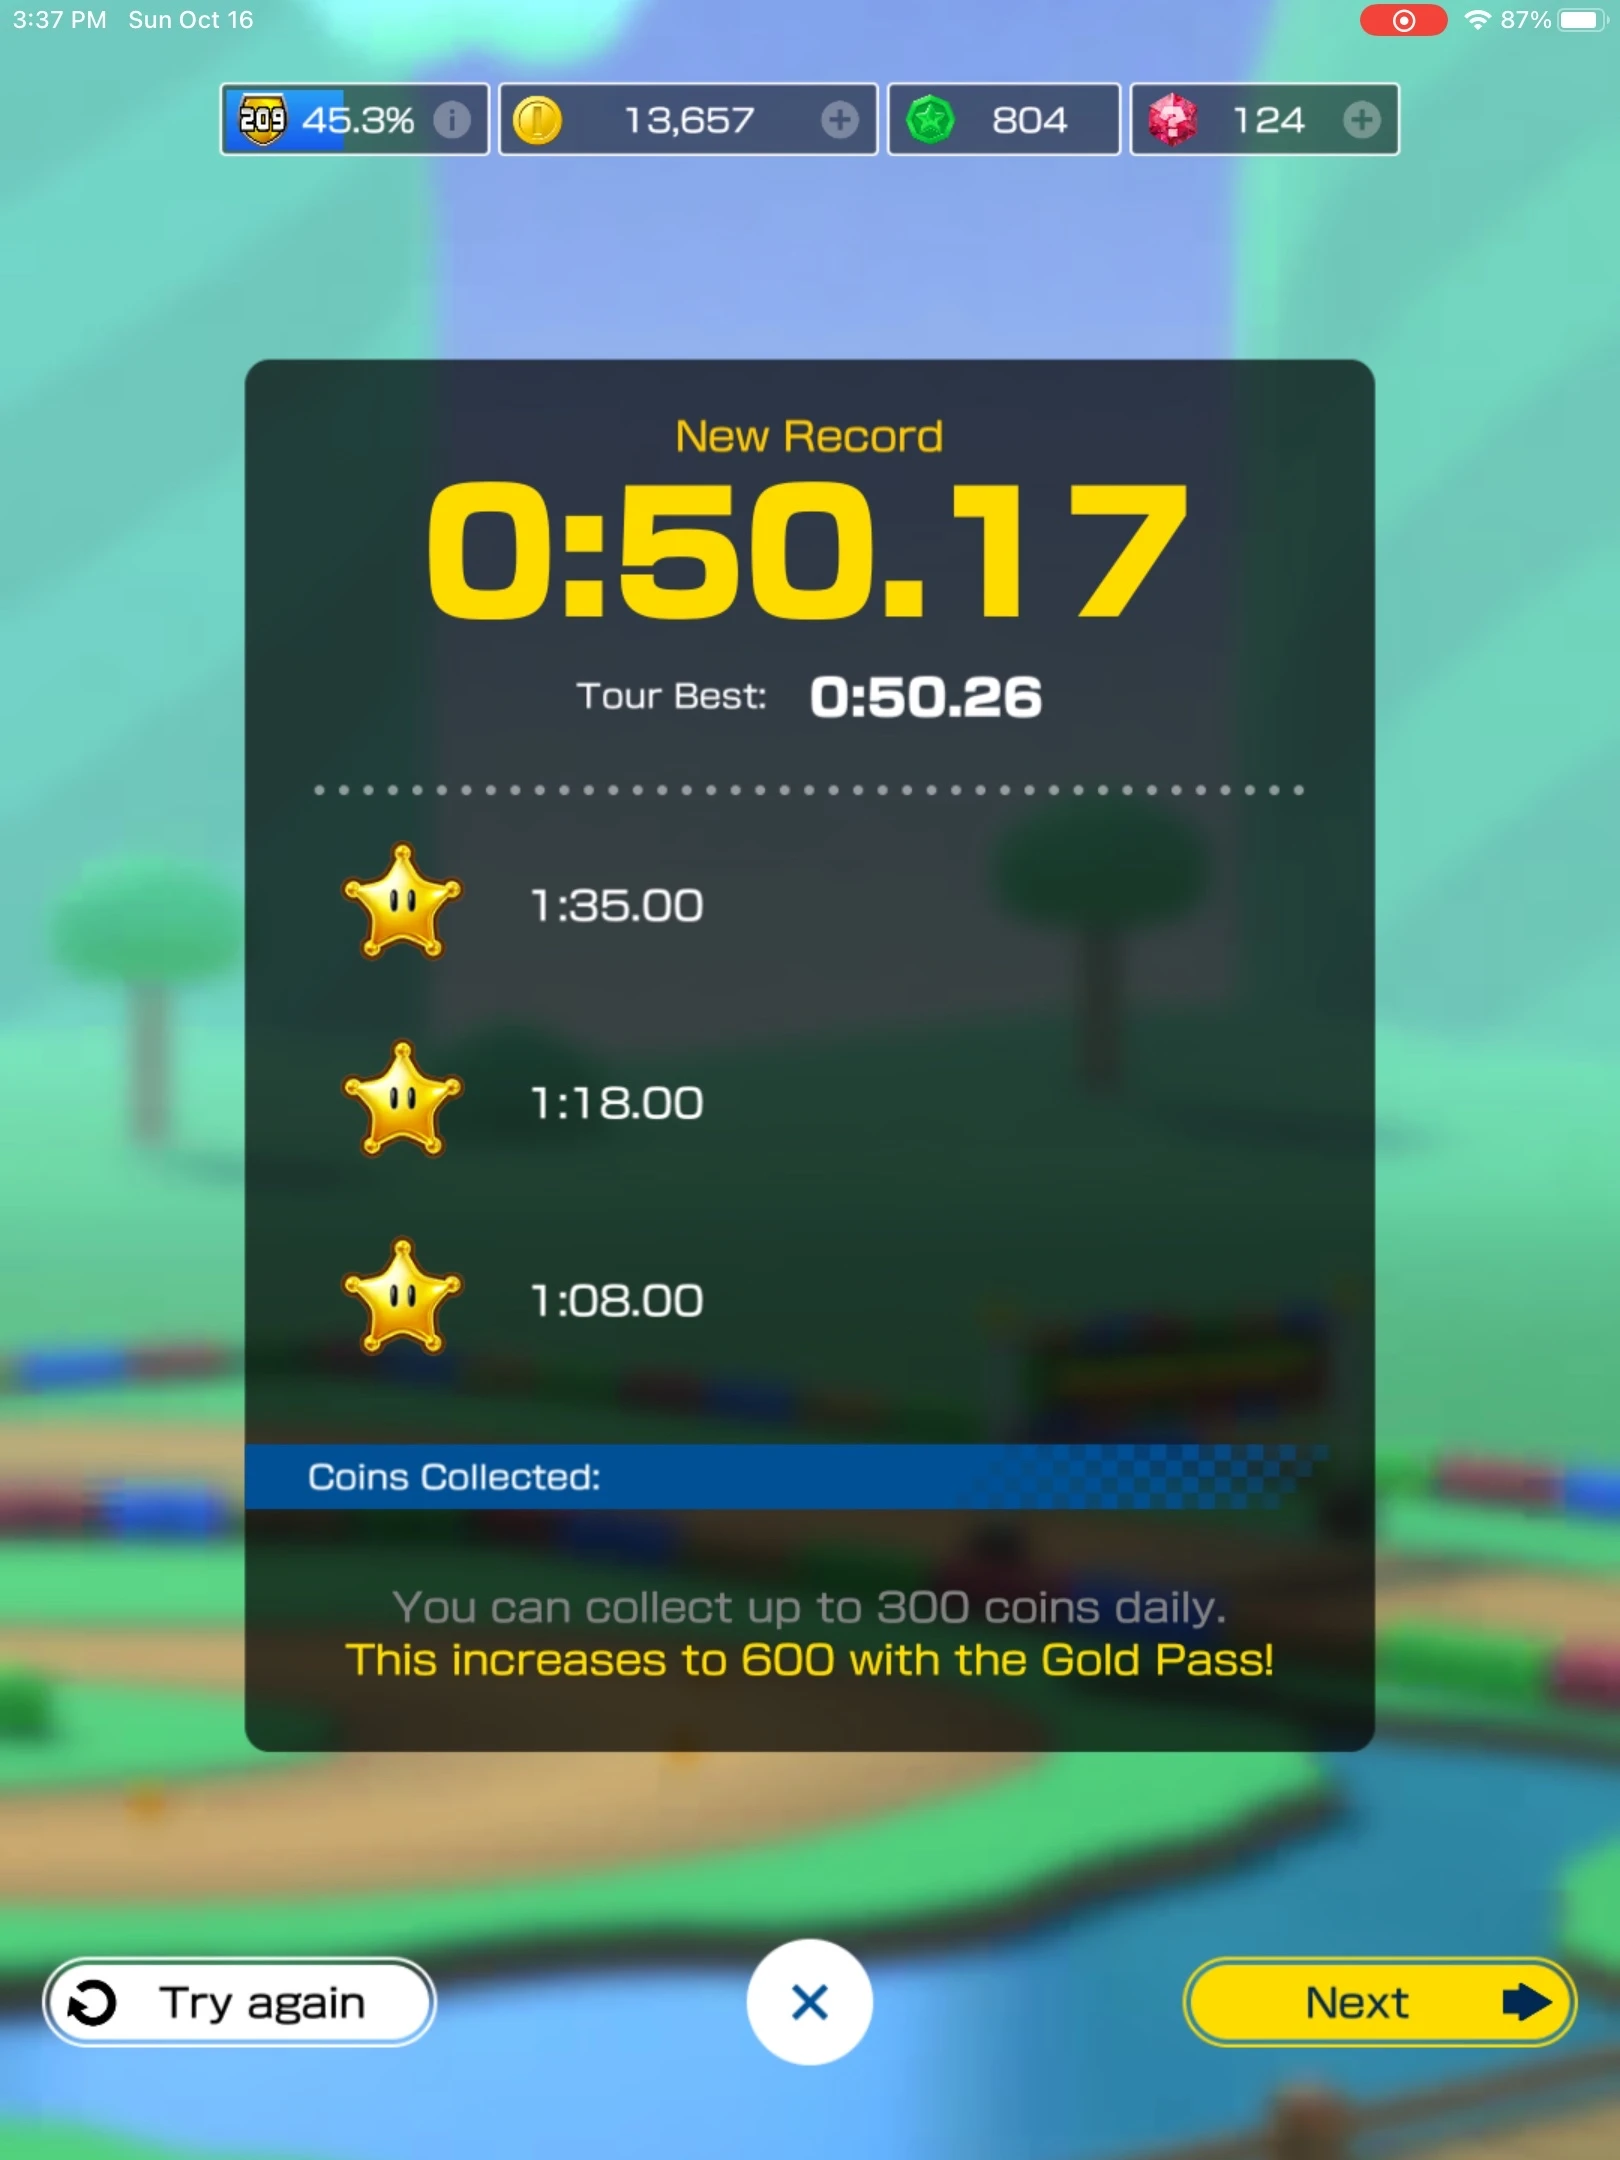 3:37 PM Sun Oct 16 87%
209 45.3% i 13,657 + 804 ? 124 +
New Record
0:50.17
Tour Best: 0:50.26
1:35.00
1:18.00
1:08.00
Coins Collected:
You can collect up to 300 coins daily.
This increases to 600 with the Gold Pass!
Try again × Next